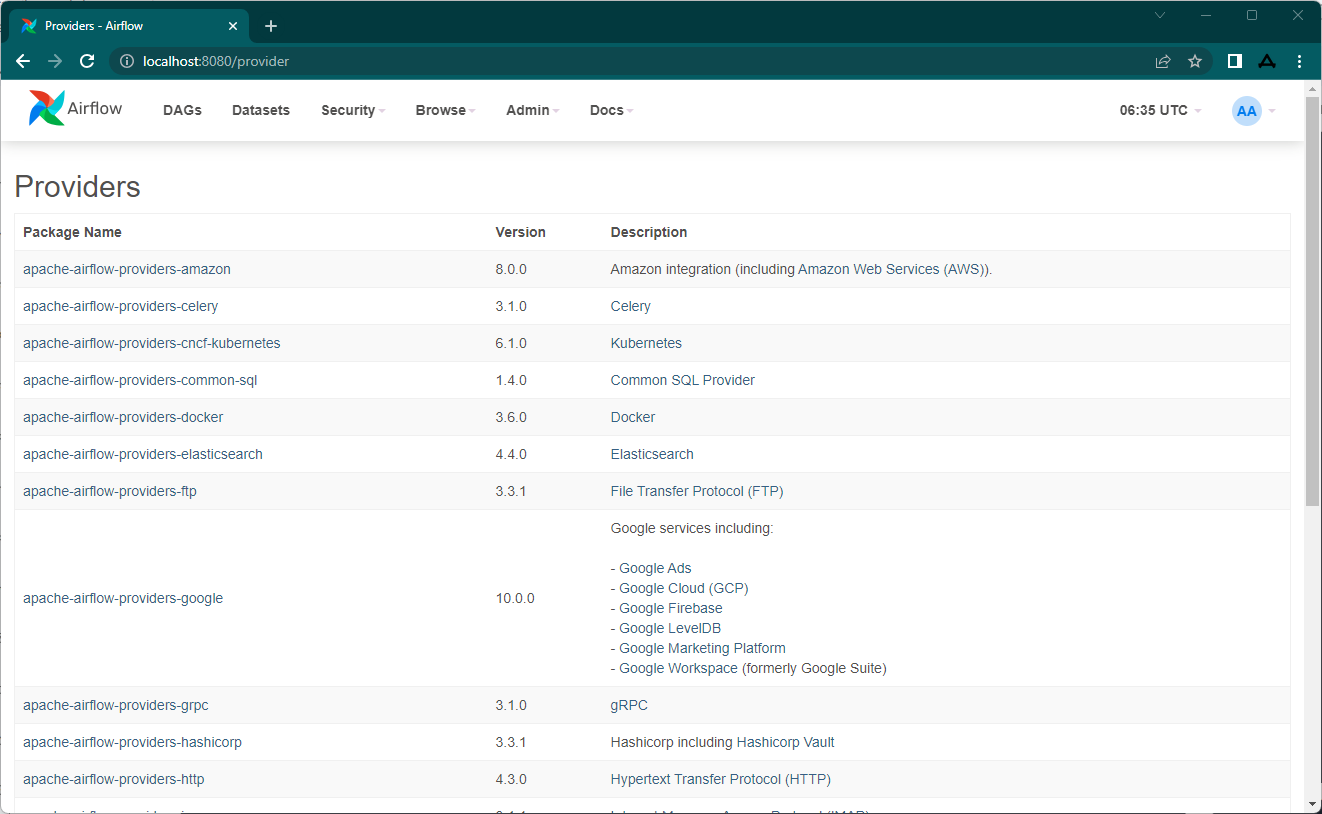 Providers - Airflow
localhost:8080/provider
Airflow DAGs Datasets Security Browse Admin Docs 06:35 UTC AA
Providers
Package Name Version Description
apache-airflow-providers-amazon 8.0.0 Amazon integration (including Amazon Web Services (AWS)).
apache-airflow-providers-celery 3.1.0 Celery
apache-airflow-providers-cncf-kubernetes 6.1.0 Kubernetes
apache-airflow-providers-common-sql 1.4.0 Common SQL Provider
apache-airflow-providers-docker 3.6.0 Docker
apache-airflow-providers-elasticsearch 4.4.0 Elasticsearch
apache-airflow-providers-ftp 3.3.1 File Transfer Protocol (FTP)
Google services including:
- Google Ads
- Google Cloud (GCP)
- Google Firebase
apache-airflow-providers-google 10.0.0
- Google LevelDB
- Google Marketing Platform
- Google Workspace (formerly Google Suite)
apache-airflow-providers-grpc 3.1.0 gRPC
apache-airflow-providers-hashicorp 3.3.1 Hashicorp including Hashicorp Vault
apache-airflow-providers-http 4.3.0 Hypertext Transfer Protocol (HTTP)